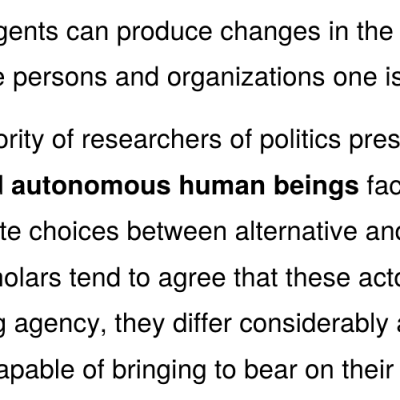 gents can produce changes in the
persons and organizations one is
ority of researchers of politics pres
autonomous human beings fac
te choices between alternative and
holars tend to agree that these acto
agency, they differ considerably a
apable of bringing to bear on their